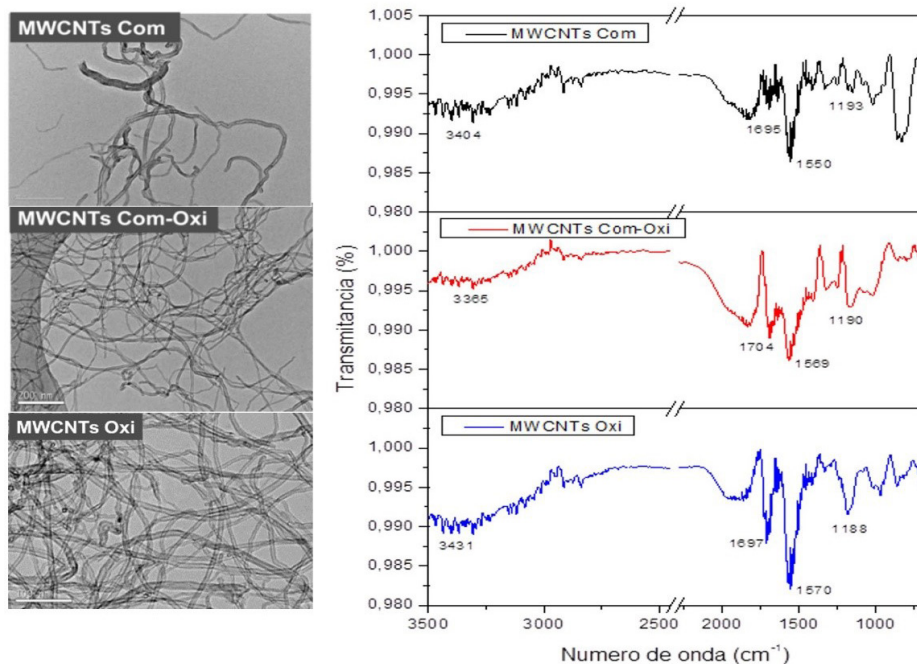 MWCNTs Com
MWCNTs Com-Oxi
200 nm
MWCNTs Oxi
Transmitancia (%)
1,005
1,000
0,995
0,990
0,985
0,980
MWCNTs Com
3404
1695
1550
1193
1,000
0,995
0,990
0,985
0,980
MWCNTs Com-Oxi
3365
1704
1569
1190
1,000
0,995
0,990
0,985
0,980
MWCNTs Oxi
3431
1697
1570
1188
3500 3000 2500 2000 1500 1000
Numero de onda (cm⁻¹)